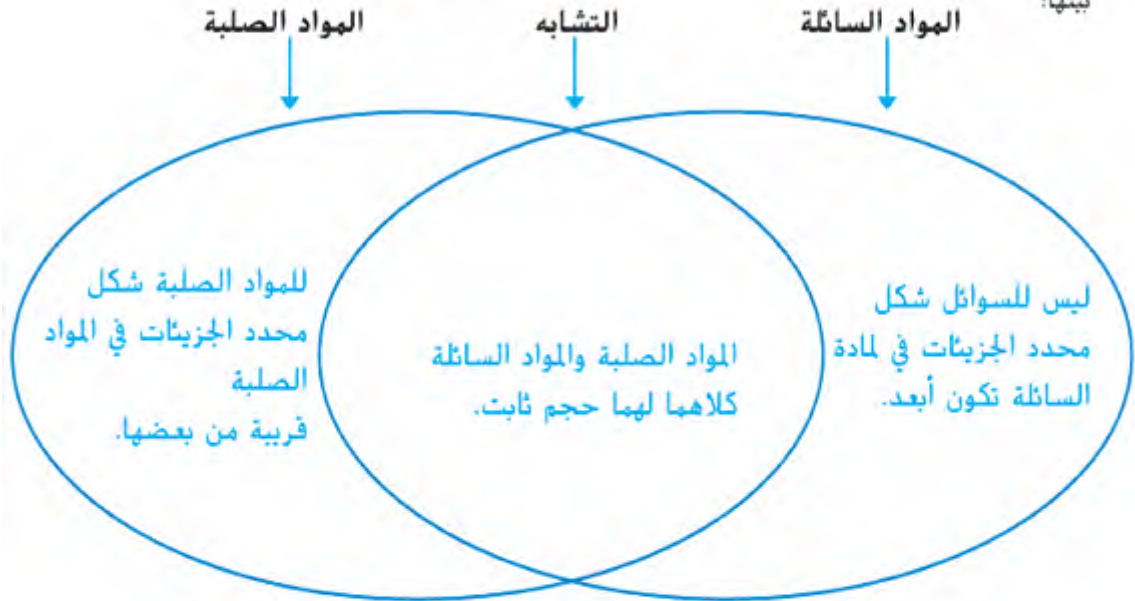 بينها:
المواد السائلة
التشابه
المواد الصلبة
ليس للسوائل شكل
محدد الجزيئات في لمادة
السائلة تكون أبعد.
المواد الصلبة والمواد السائلة
كلاهما لهما حجم ثابت.
للمواد الصلبة شكل
محدد الجزيئات في المواد
الصلبة
قريبة من بعضها.